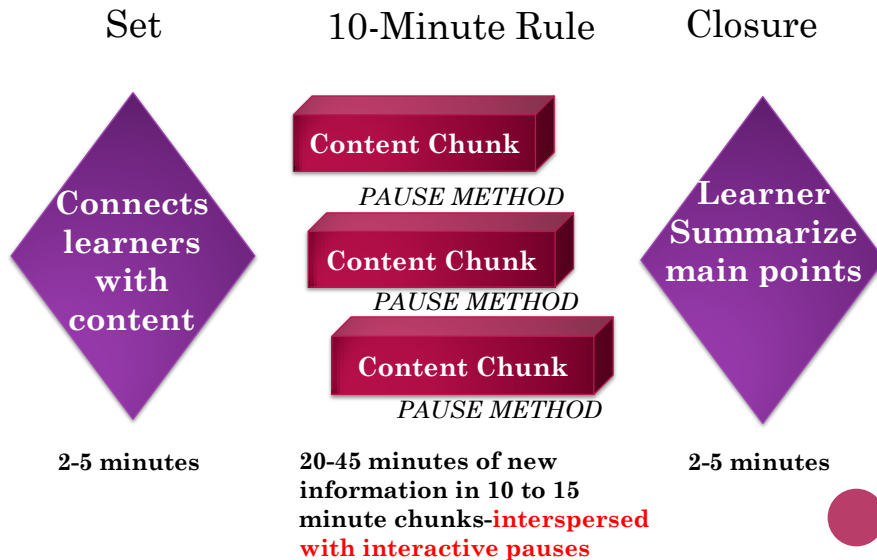 Set
10-Minute Rule
Closure
Connects
learners
with
content
Content Chunk
PAUSE METHOD
Content Chunk
PAUSE METHOD
Content Chunk
PAUSE METHOD
Learner
Summarize
main points
2-5 minutes
20-45 minutes of new
information in 10 to 15
minute chunks-interspersed
with interactive pauses
2-5 minutes